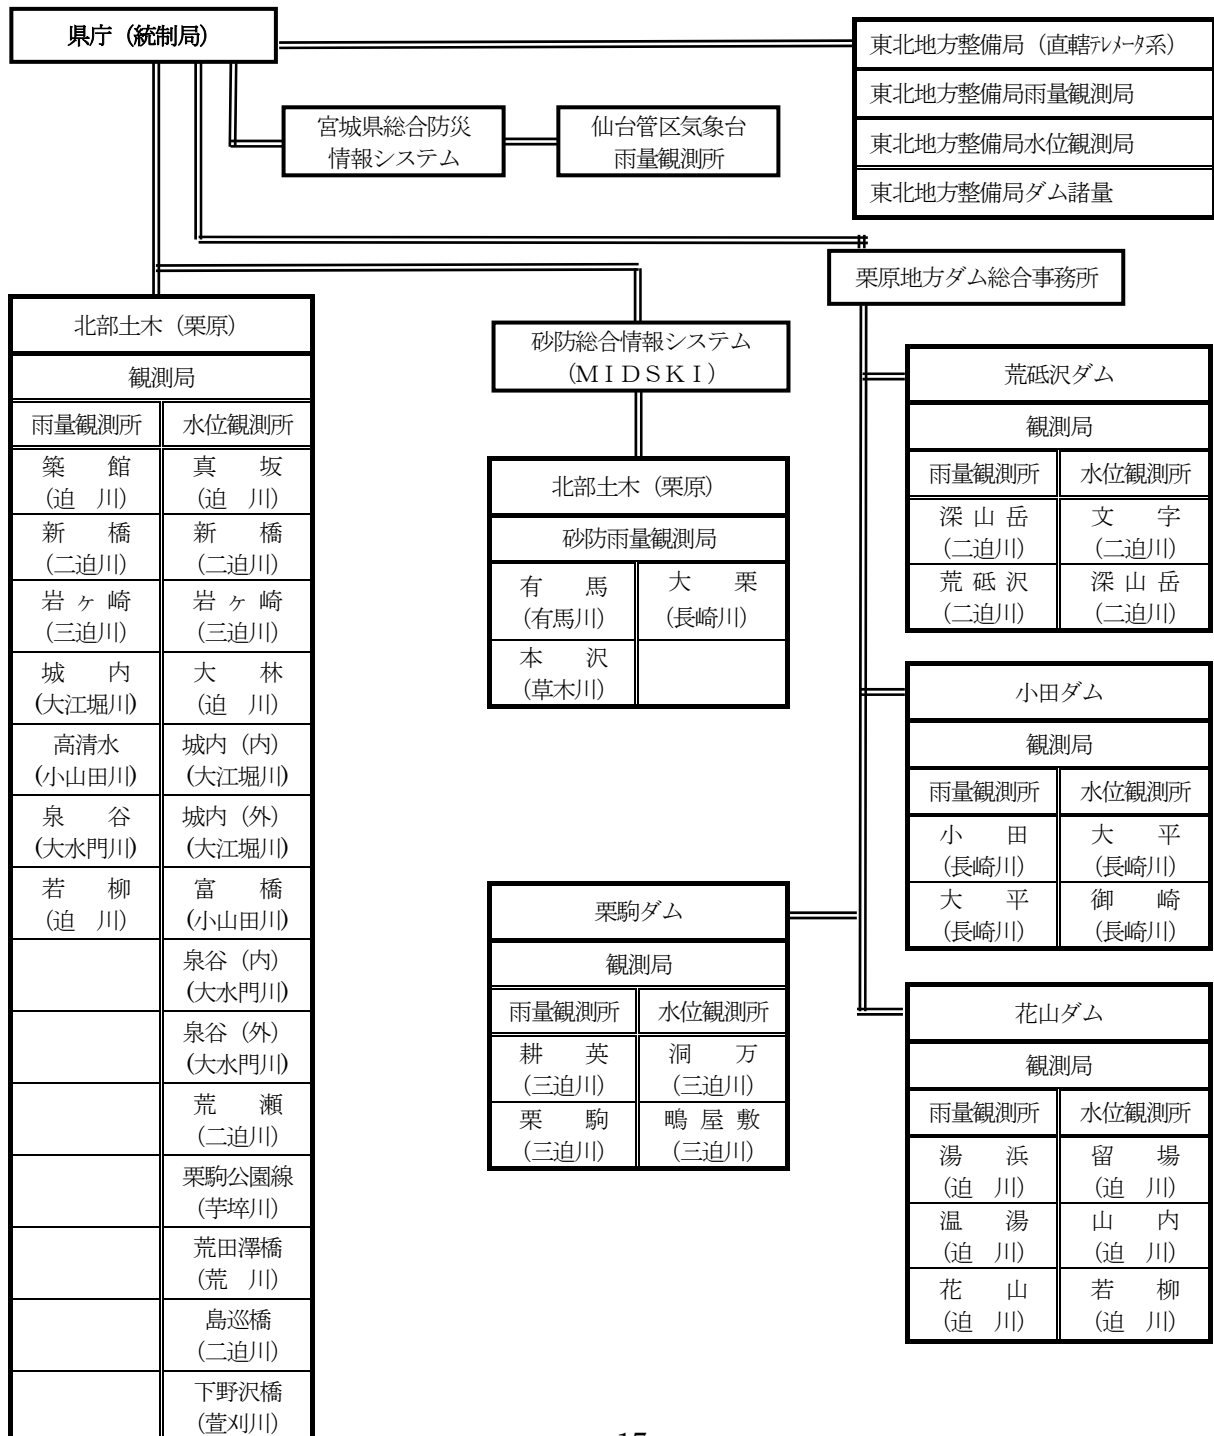 県庁（統制局）
東北地方整備局（直轄ﾃﾚﾒｰﾀ系）
東北地方整備局雨量観測局
東北地方整備局水位観測局
東北地方整備局ダム諸量
宮城県総合防災
情報システム
仙台管区気象台
雨量観測所
栗原地方ダム総合事務所
北部土木（栗原）
観測局
雨量観測所 水位観測所
築　館 真　坂
（迫　川） （迫　川）
新　橋 新　橋
（二迫川） （二迫川）
岩ヶ崎 岩ヶ崎
（三迫川） （三迫川）
城　内 大　林
（大江堀川） （迫　川）
高清水 城内（内）
（小山田川） （大江堀川）
泉　谷 城内（外）
（大水門川） （大江堀川）
若　柳 富　橋
（迫　川） （小山田川）
泉谷（内）
（大水門川）
泉谷（外）
（大水門川）
荒　瀬
（二迫川）
栗駒公園線
（芋埣川）
荒田澤橋
（荒　川）
島巡橋
（二迫川）
下野沢橋
（萱刈川）
砂防総合情報システム
（ＭＩＤＳＫＩ）
北部土木（栗原）
砂防雨量観測局
有　馬 大　栗
（有馬川） （長崎川）
本　沢
（草木川）
栗駒ダム
観測局
雨量観測所 水位観測所
耕　英 洞　万
（三迫川） （三迫川）
栗　駒 鴫屋敷
（三迫川） （三迫川）
荒砥沢ダム
観測局
雨量観測所 水位観測所
深山岳 文　字
（二迫川） （二迫川）
荒砥沢 深山岳
（二迫川） （二迫川）
小田ダム
観測局
雨量観測所 水位観測所
小　田 大　平
（長崎川） （長崎川）
大　平 御　崎
（長崎川） （長崎川）
花山ダム
観測局
雨量観測所 水位観測所
湯　浜 留　場
（迫　川） （迫　川）
温　湯 山　内
（迫　川） （迫　川）
花　山 若　柳
（迫　川） （迫　川）